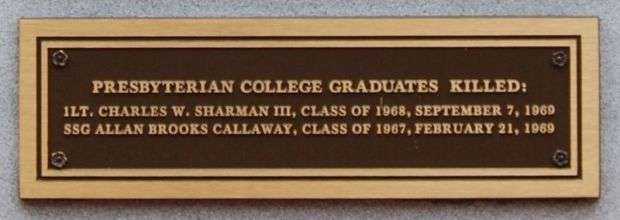 PRESBYTERIAN COLLEGE GRADUATES KILLED:
1LT. CHARLES W. SHARMAN III, CLASS OF 1968, SEPTEMBER 7, 1969
SSG ALLAN BROOKS CALLAWAY, CLASS OF 1967, FEBRUARY 21, 1969